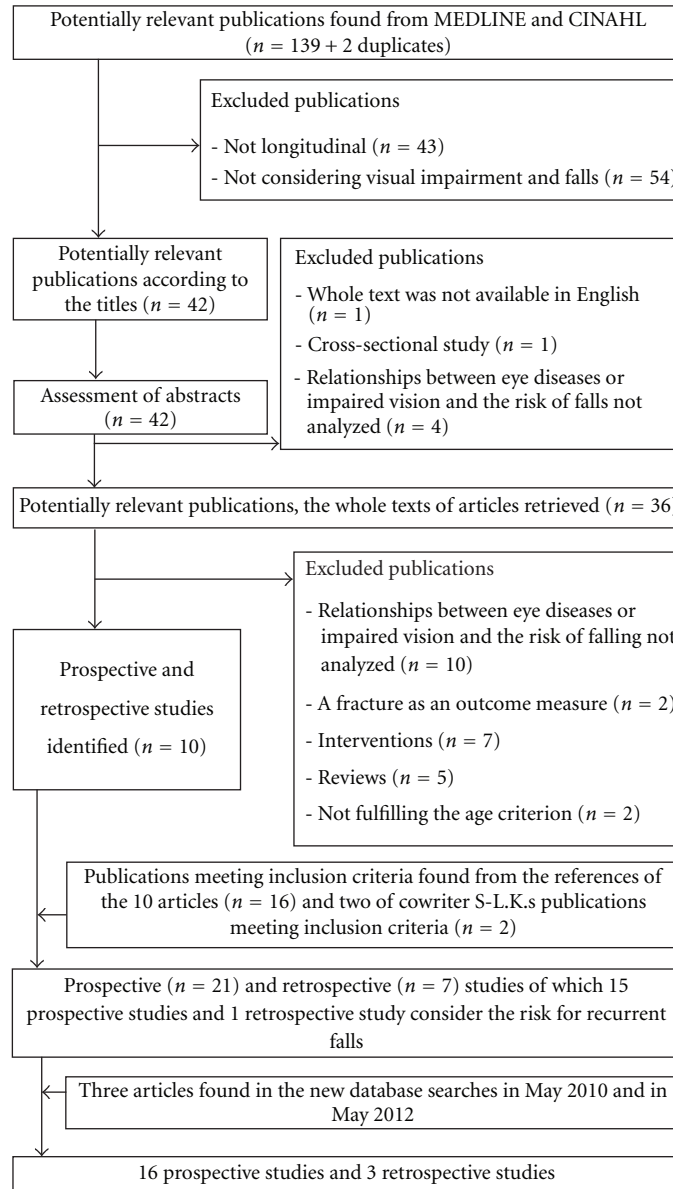 Potentially relevant publications found from MEDLINE and CINAHL
(n = 139 + 2 duplicates)
Excluded publications
- Not longitudinal (n = 43)
- Not considering visual impairment and falls (n = 54)
Potentially relevant
publications according to
the titles (n = 42)
Excluded publications
- Whole text was not available in English
(n = 1)
- Cross-sectional study (n = 1)
- Relationships between eye diseases or
impaired vision and the risk of falls not
analyzed (n = 4)
Assessment of abstracts
(n = 42)
Potentially relevant publications, the whole texts of articles retrieved (n = 36)
Excluded publications
- Relationships between eye diseases or
impaired vision and the risk of falling not
analyzed (n = 10)
- A fracture as an outcome measure (n = 2)
- Interventions (n = 7)
- Reviews (n = 5)
- Not fulfilling the age criterion (n = 2)
Prospective and
retrospective studies
identified (n = 10)
Publications meeting inclusion criteria found from the references of
the 10 articles (n = 16) and two of cowriter S-L.K.s publications
meeting inclusion criteria (n = 2)
Prospective (n = 21) and retrospective (n = 7) studies of which 15
prospective studies and 1 retrospective study consider the risk for recurrent
falls
Three articles found in the new database searches in May 2010 and in
May 2012
16 prospective studies and 3 retrospective studies